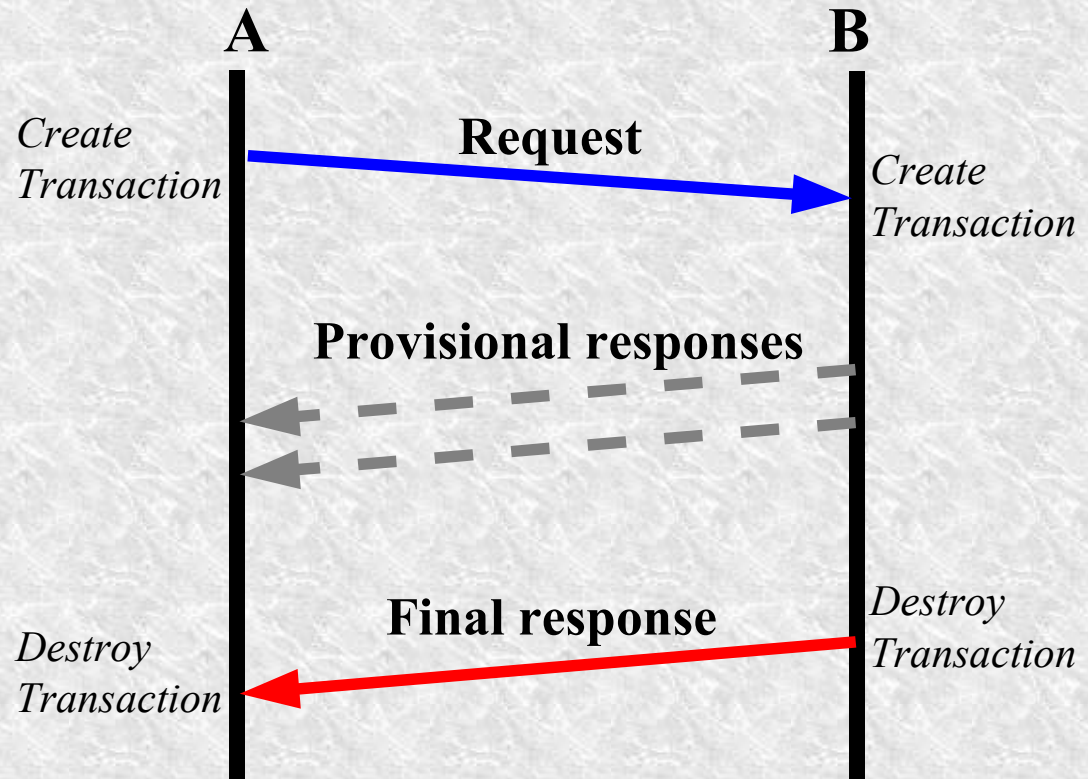 A
B
Create
Transaction
Request
Create
Transaction
Provisional responses
Final response
Destroy
Transaction
Destroy
Transaction